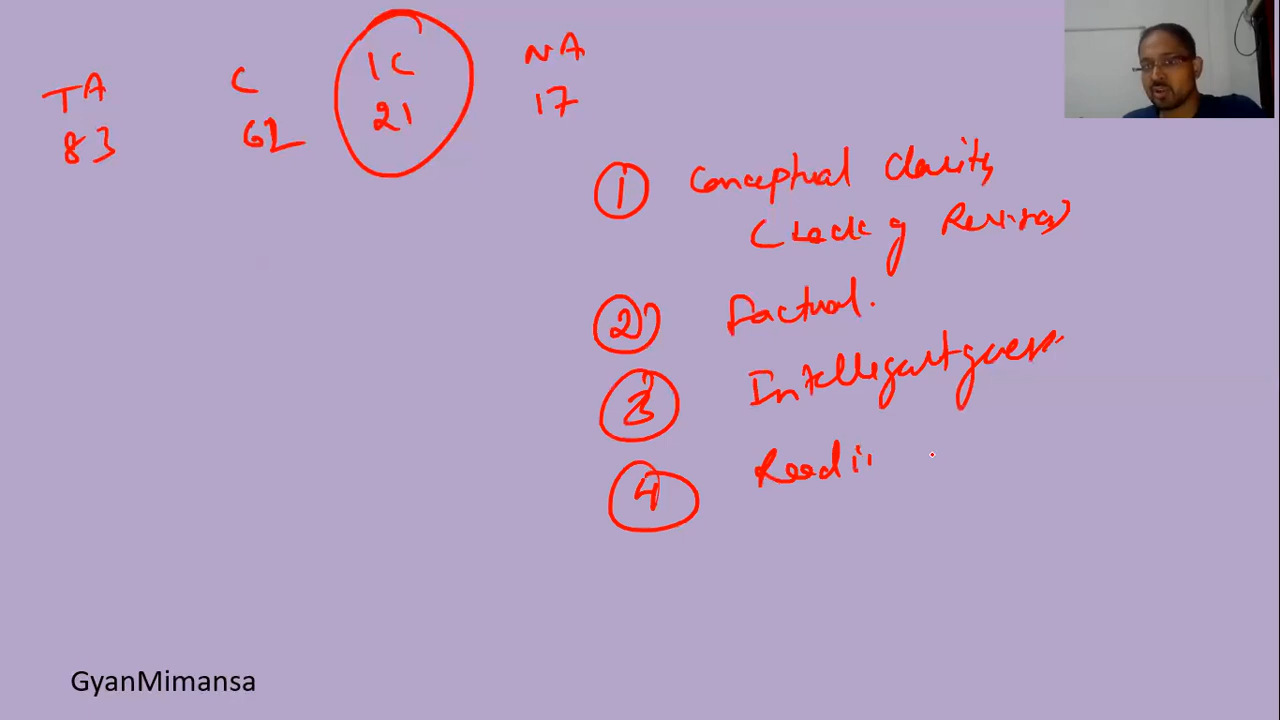 TA C IC NA
83 62 21 17
1 Conceptual Clarity
(Lack of Revision)
2 Factual.
3 Intellegent guess
4 Readi
GyanMimansa